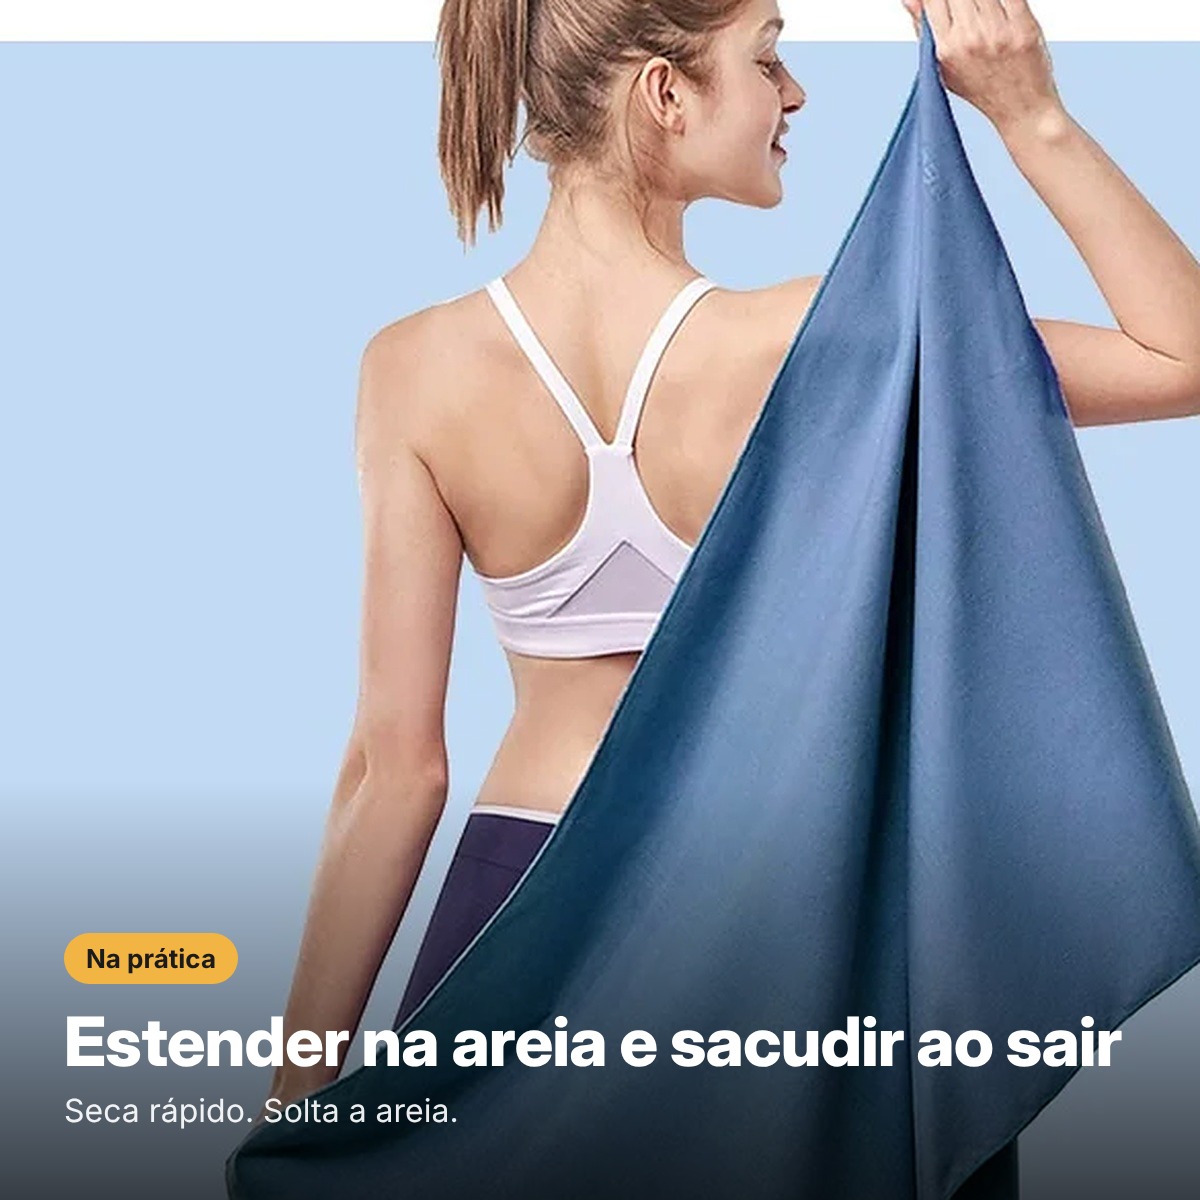 Na prática
Estender na areia e sacudir ao sair
Seca rápido. Solta a areia.